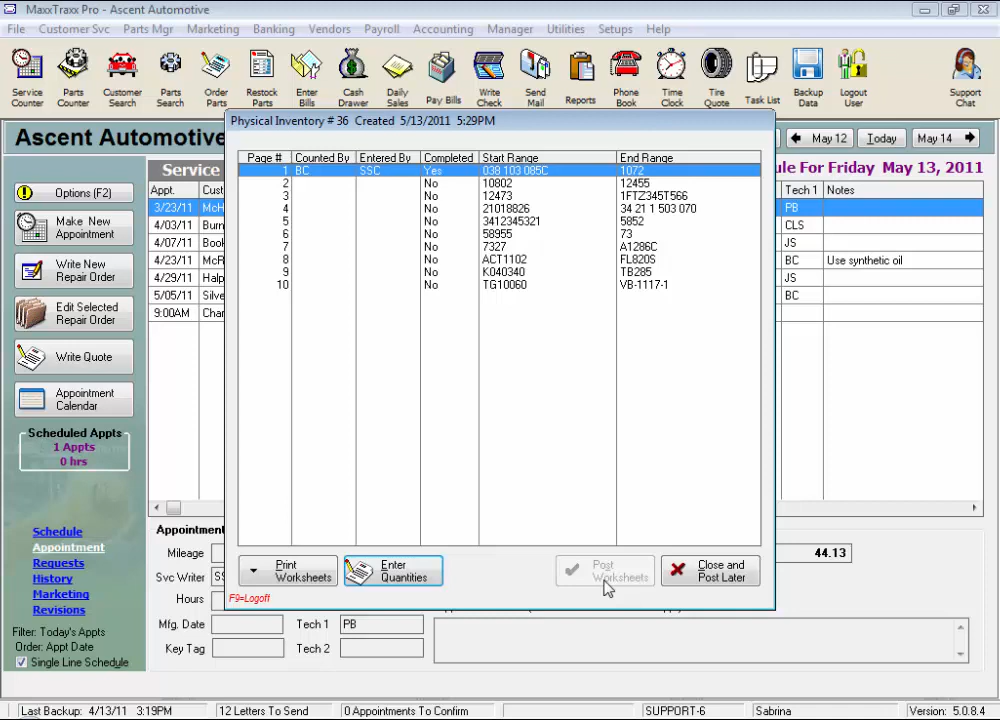 MaxxTraxx Pro - Ascent Automotive
File Customer Svc Parts Mgr Marketing Banking Vendors Payroll Accounting Manager Utilities Setups Help
Service Counter
Parts Counter
Customer Search
Parts Search
Order Parts
Restock Parts
Enter Bills
Cash Drawer
Daily Sales
Pay Bills
Write Check
Send Mail
Reports
Phone Book
Time Clock
Tire Quote
Task List
Backup Data
Logout User
Support Chat
Ascent Automotive
May 12
Today
May 14
Service
ule For Friday May 13, 2011
Options (F2)
Make New Appointment
Write New Repair Order
Edit Selected Repair Order
Write Quote
Appointment Calendar
Scheduled Appts
1 Appts
0 hrs
Schedule
Appointment
Requests
History
Marketing
Revisions
Filter: Today's Appts
Order: Appt Date
Single Line Schedule
Appt. Cust
3/23/11 McH
4/03/11 Burn
4/07/11 Book
4/23/11 McR
4/29/11 Halp
5/05/11 Silve
9:00AM Char
Tech 1 Notes
PB
CLS
JS
BC Use synthetic oil
JS
BC
Physical Inventory # 36 Created 5/13/2011 5:29PM
Page # Counted By Entered By Completed Start Range End Range
1 BC SSC Yes 038 103 085C 1072
2 No 10802 12455
3 No 12473 1FTZ345T566
4 No 21018826 34 21 1 503 070
5 No 3412345321 5852
6 No 58955 73
7 No 7327 A1286C
8 No ACT1102 FL820S
9 No K040340 TB285
10 No TG10060 VB-1117-1
Print Worksheets
Enter Quantities
Post Worksheets
Close and Post Later
F9=Logoff
Appointment
Mileage
Svc Writer SS
Hours
Mfg. Date
Key Tag
Tech 1 PB
Tech 2
44.13
Last Backup: 4/13/11 3:19PM
12 Letters To Send
0 Appointments To Confirm
SUPPORT-6
Sabrina
Version: 5.0.8.4